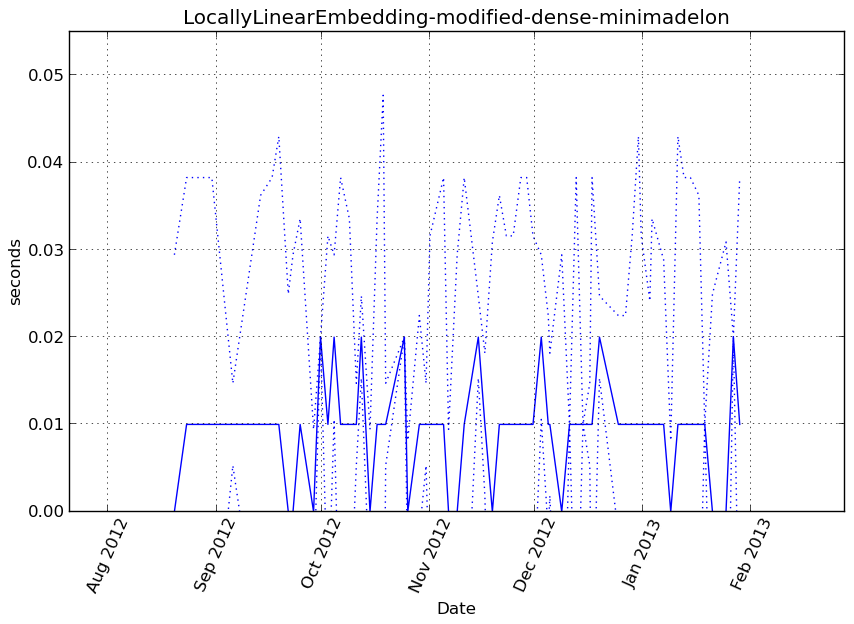 LocallyLinearEmbedding-modified-dense-minimadelon
0.05
0.04
0.03
0.02
0.01
0.00
seconds
Aug 2012
Sep 2012
Oct 2012
Nov 2012
Dec 2012
Jan 2013
Feb 2013
Date